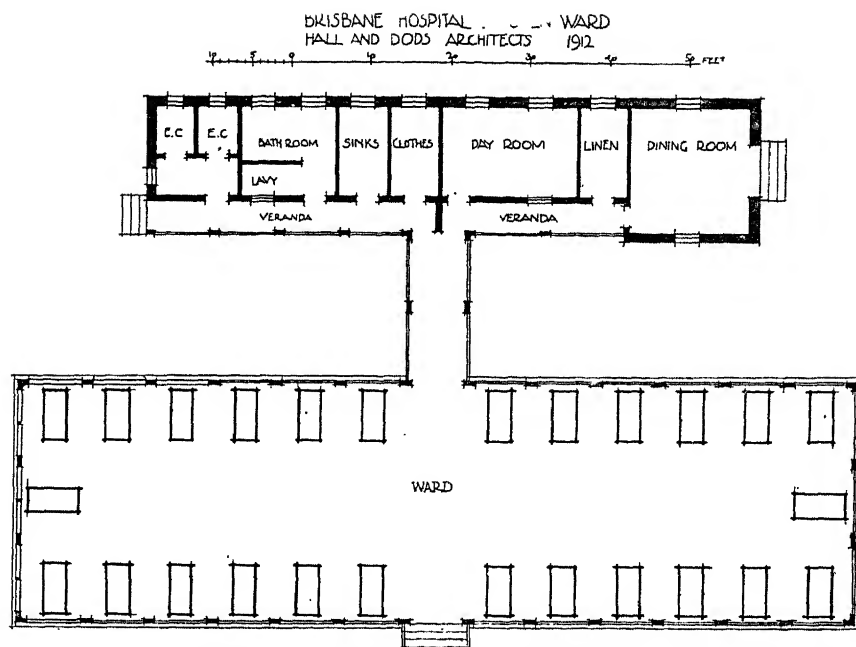 BRISBANE HOSPITAL WARD
HALL AND DODS ARCHITECTS 1912
10 5 0 10 20 30 40 50 FEET
E.C E.C BATH ROOM SINKS CLOTHES DAY ROOM LINEN DINING ROOM
LAVY
VERANDA VERANDA
WARD